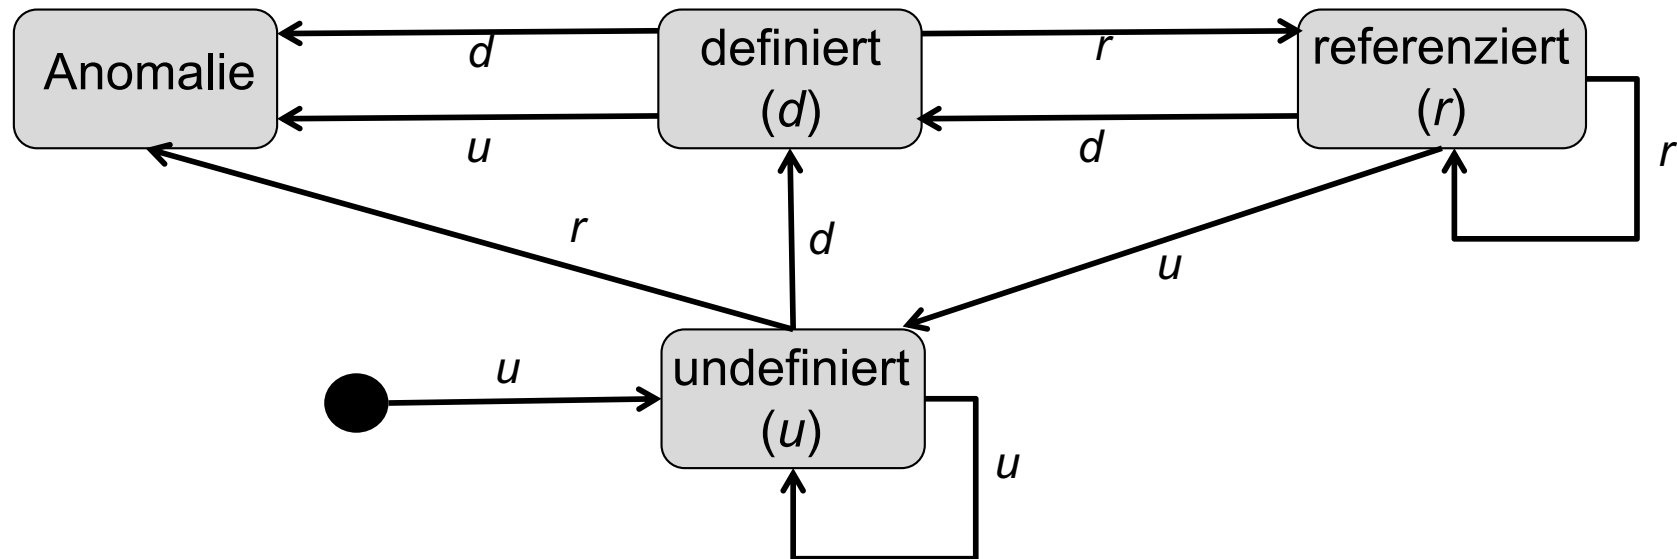 Anomalie
d
u
definiert
(d)
r
d
referenziert
(r)
r
r
d
u
u
undefiniert
(u)
u